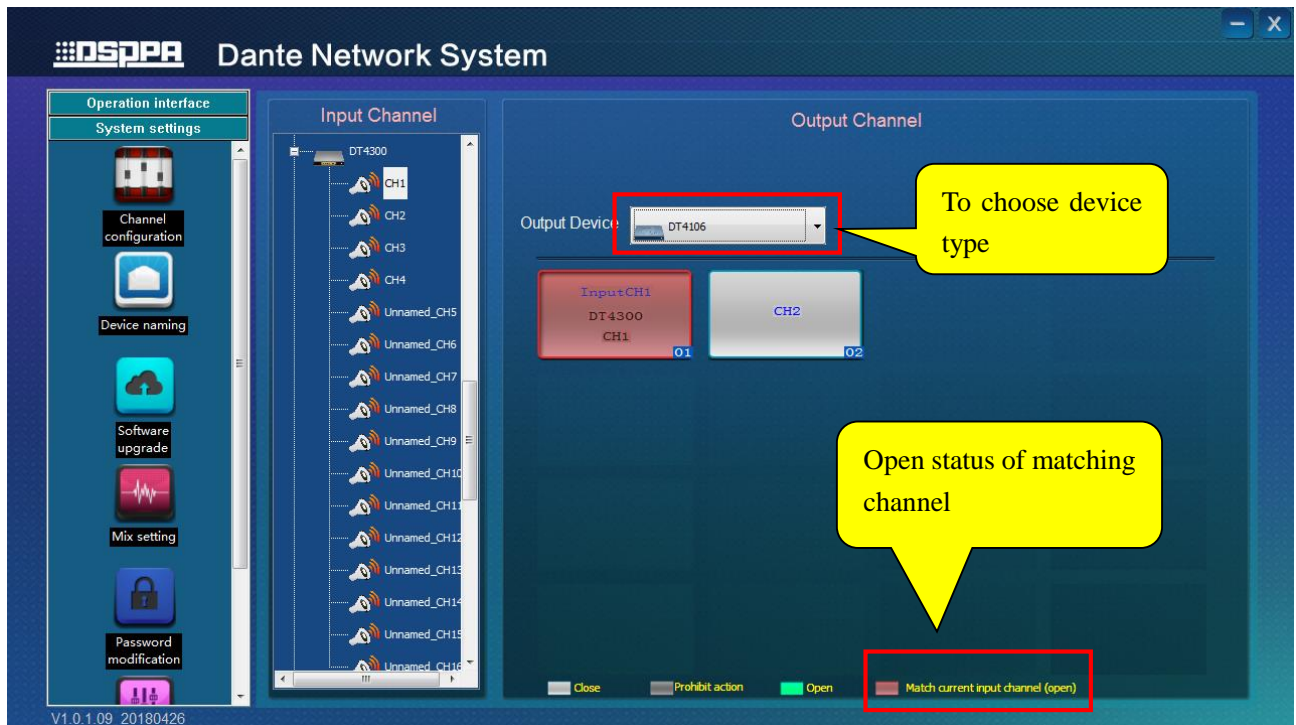 DSPPA Dante Network System
– X
Operation interface
System settings
Channel
configuration
Device naming
Software
upgrade
Mix setting
Password
modification
V1.0.1.09 20180426
Input Channel
DT4300
CH1
CH2
CH3
CH4
Unnamed_CH5
Unnamed_CH6
Unnamed_CH7
Unnamed_CH8
Unnamed_CH9
Unnamed_CH10
Unnamed_CH11
Unnamed_CH12
Unnamed_CH13
Unnamed_CH14
Unnamed_CH15
Unnamed_CH16
Output Channel
Output Device DT4106
To choose device
type
InputCH1
DT4300
CH1
01
CH2
02
Open status of matching
channel
Close Prohibit action Open Match current input channel (open)